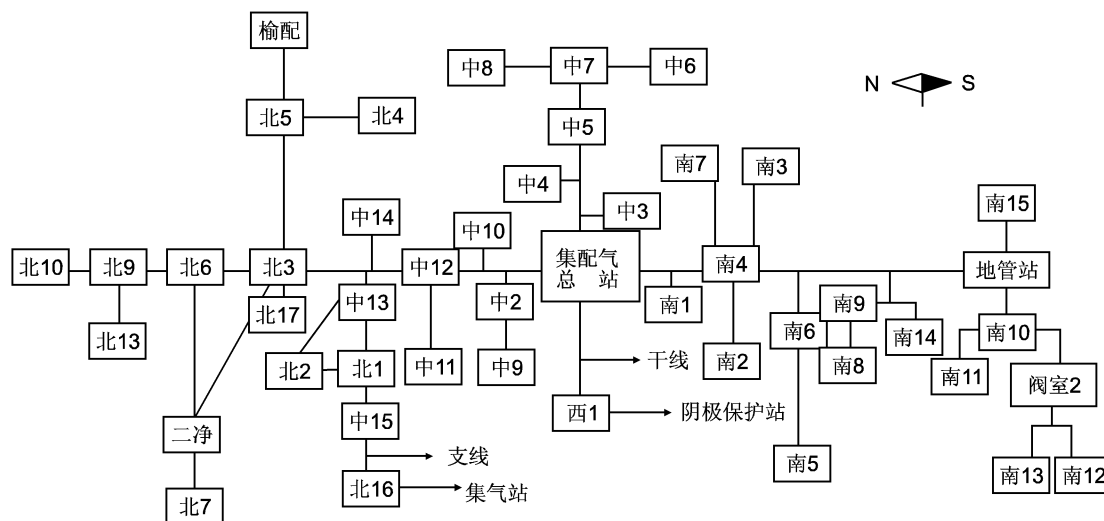 榆配
中8
中7
中6
N
S
北5
北4
中5
南7
南3
中4
中3
南15
中14
中10
北10
北9
北6
北3
中12
集配气
总 站
南4
地管站
北17
中13
中2
南1
南9
南6
南14
南10
北13
北2
北1
中11
中9
干线
南2
南8
南11
阀室2
二净
中15
西1
阴极保护站
支线
南5
南13
南12
北7
北16
集气站